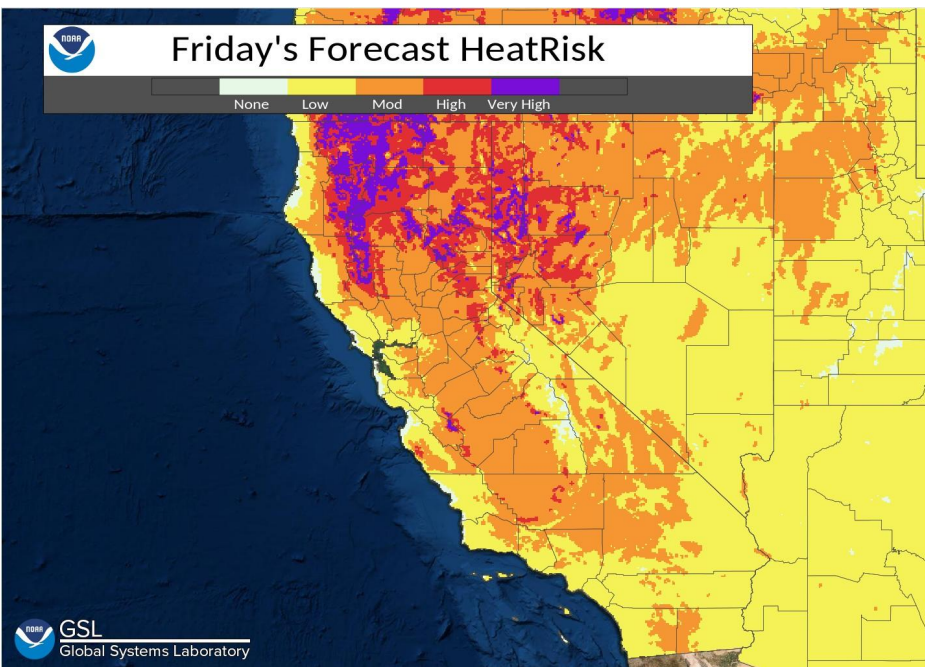 NOAA
Friday's Forecast HeatRisk
None Low Mod High Very High
NOAA
GSL
Global Systems Laboratory